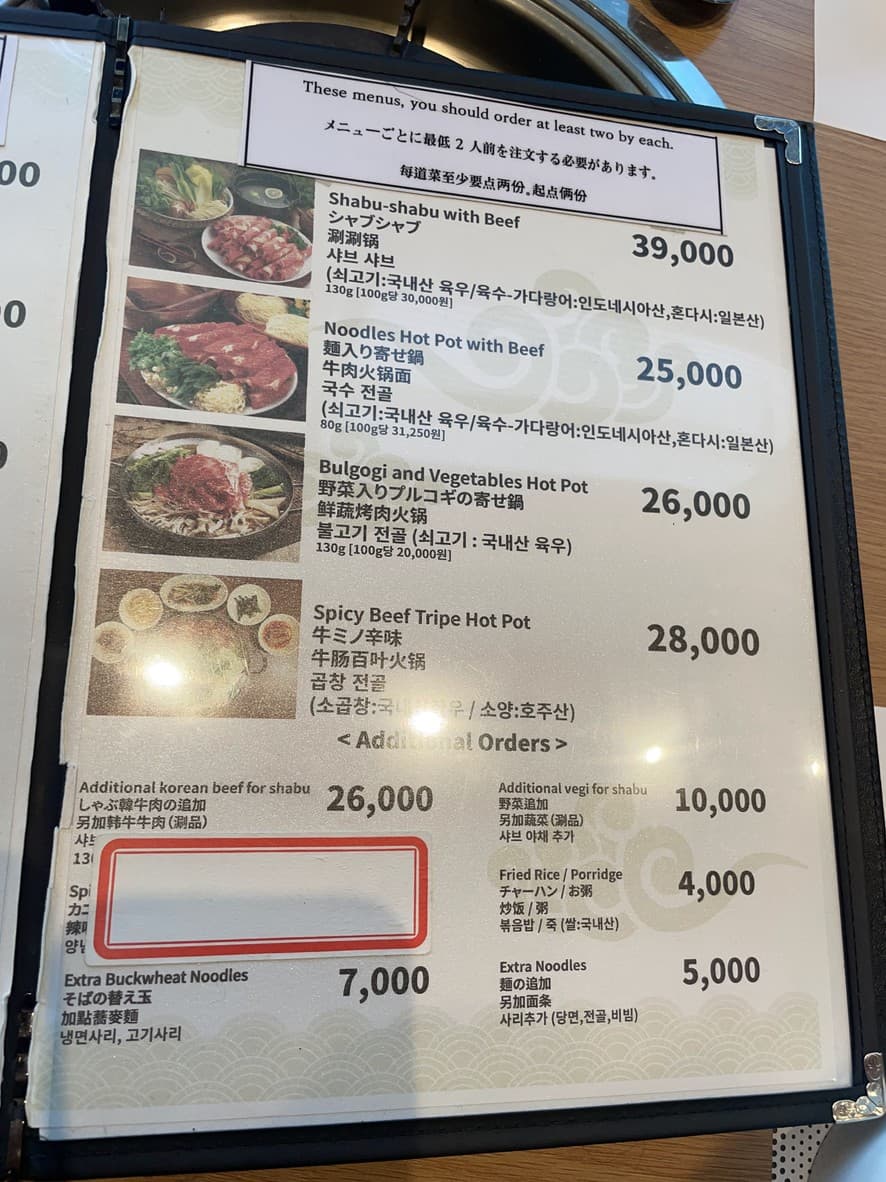 00
00
0
These menus, you should order at least two by each.
メニューごとに最低 2 人前を注文する必要があります。
每道菜至少要点两份。起点俩份
Shabu-shabu with Beef
シャブシャブ
涮涮锅
샤브 샤브
(쇠고기:국내산 육우/육수-가다랑어:인도네시아산,혼다시:일본산)
130g [100g당 30,000원]
39,000
Noodles Hot Pot with Beef
麺入り寄せ鍋
牛肉火锅面
국수 전골
(쇠고기:국내산 육우/육수-가다랑어:인도네시아산,혼다시:일본산)
80g [100g당 31,250원]
25,000
Bulgogi and Vegetables Hot Pot
野菜入りプルコギの寄せ鍋
鲜蔬烤肉火锅
불고기 전골 (쇠고기 : 국내산 육우)
130g [100g당 20,000원]
26,000
Spicy Beef Tripe Hot Pot
牛ミノ辛味
牛肠百叶火锅
곱창 전골
(소곱창:국내 / 소양:호주산)
28,000
< Additional Orders >
Additional korean beef for shabu
しゃぶ韓牛肉の追加
另加韩牛牛肉(涮品)
26,000
Extra Buckwheat Noodles
そばの替え玉
加點蕎麥麵
냉면사리, 고기사리
7,000
Additional vegi for shabu
野菜追加
另加蔬菜(涮品)
샤브 야채 추가
10,000
Fried Rice / Porridge
チャーハン / お粥
炒饭 / 粥
볶음밥 / 죽 (쌀:국내산)
4,000
Extra Noodles
麺の追加
另加面条
사리추가 (당면,전골,비빔)
5,000